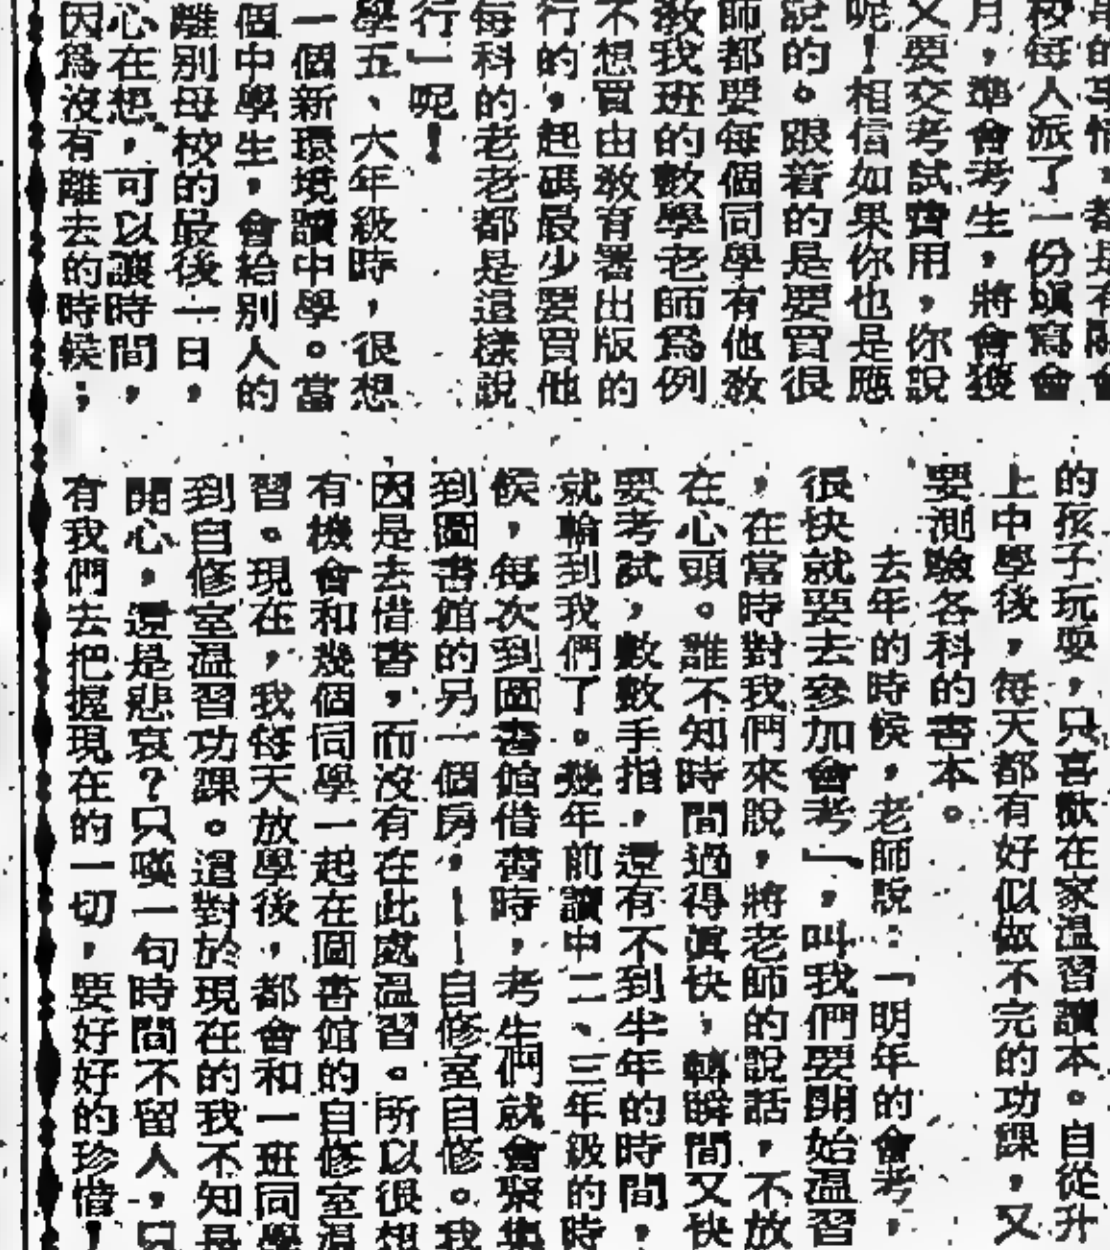 的事情,都是有關會
校每人派了一份填寫會
月,準會考生,將會獲
又要交考試費用,你說
呢!相信如果你也是應
說的。跟着的是要買很
師都要每個同學有他教
教我班的數學老師爲例
不想買由教育署出版的
行的,起碼最少要買他
每科的老老都是這樣說
行」呢!
學五、六年級時,很想
一個新環境讀中學。當
個中學生,會給別人的
離別母校的最後一日,
心在想,可以讓時間,
因爲沒有離去的時候;
的孩子玩耍,只喜歡在家溫習讀本。自從升
上中學後,每天都有好似做不完的功課,又
要測驗各科的書本。
去年的時候,老師說:「明年的會考,
很快就要去參加會考」,叫我們要開始溫習
,在當時對我們來說,將老師的說話,不放
在心頭。誰不知時間過得眞快,轉瞬間又快
要考試,數數手指,還有不到半年的時間,
就輪到我們了。幾年前讀中二、三年級的時
候,每次到圖書館借書時,考生們就會聚集
到圖書館的另一個房,——自修室自修。我
因是去借書,而沒有在此處溫習。所以很想
有機會和幾個同學一起在圖書館的自修室溫
習。現在,我每天放學後,都會和一班同學
到自修室溫習功課。這對於現在的我不知是
開心,還是悲哀?只嘆一句時間不留人,只
有我們去把握現在的一切,要好好的珍惜!